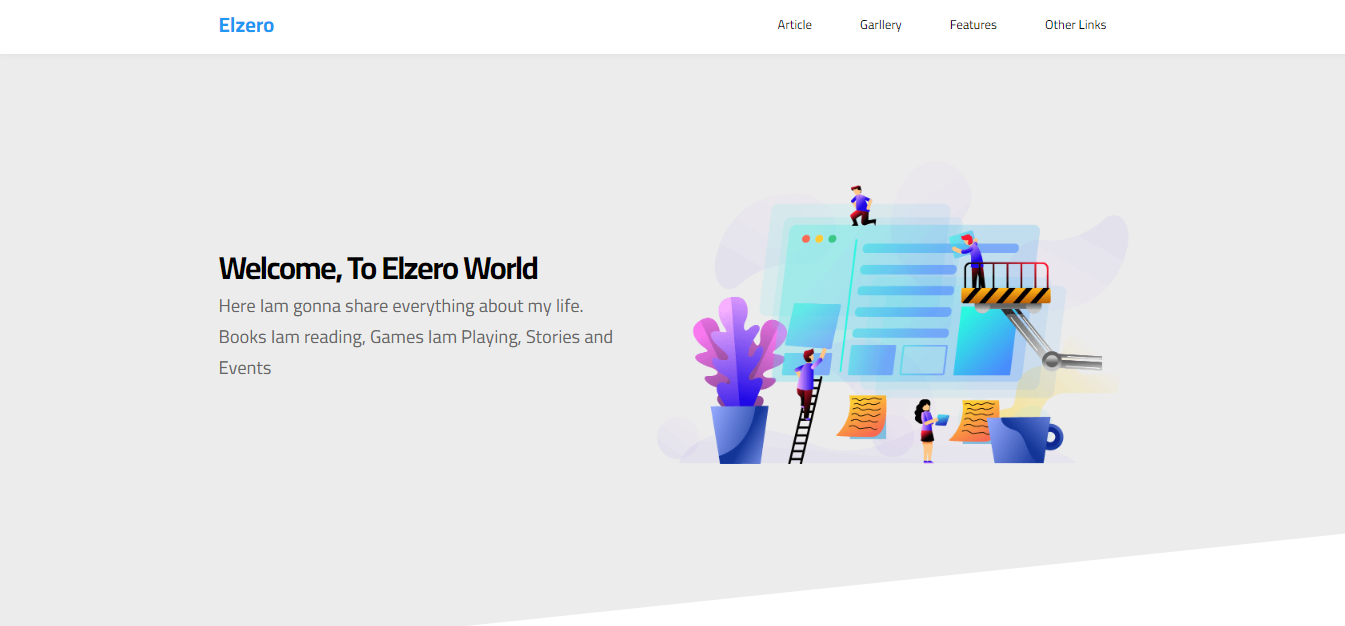 Elzero
Article Garllery Features Other Links
Welcome, To Elzero World
Here Iam gonna share everything about my life.
Books Iam reading, Games Iam Playing, Stories and
Events